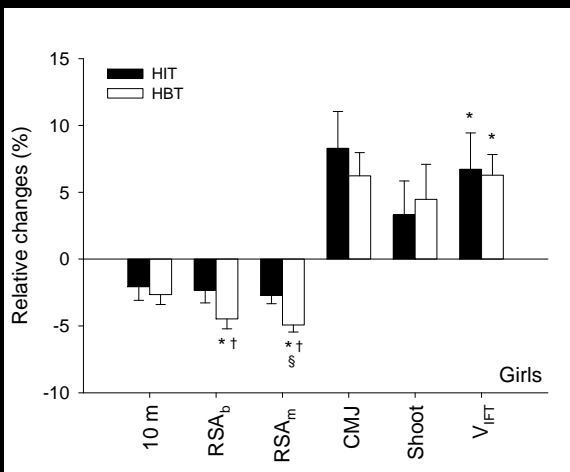 15
HIT
HBT
10
*
*
5
Relative changes (%)
0
-5
* †
* †
§
Girls
-10
10 m
RSAb
RSAm
CMJ
Shoot
VIFT